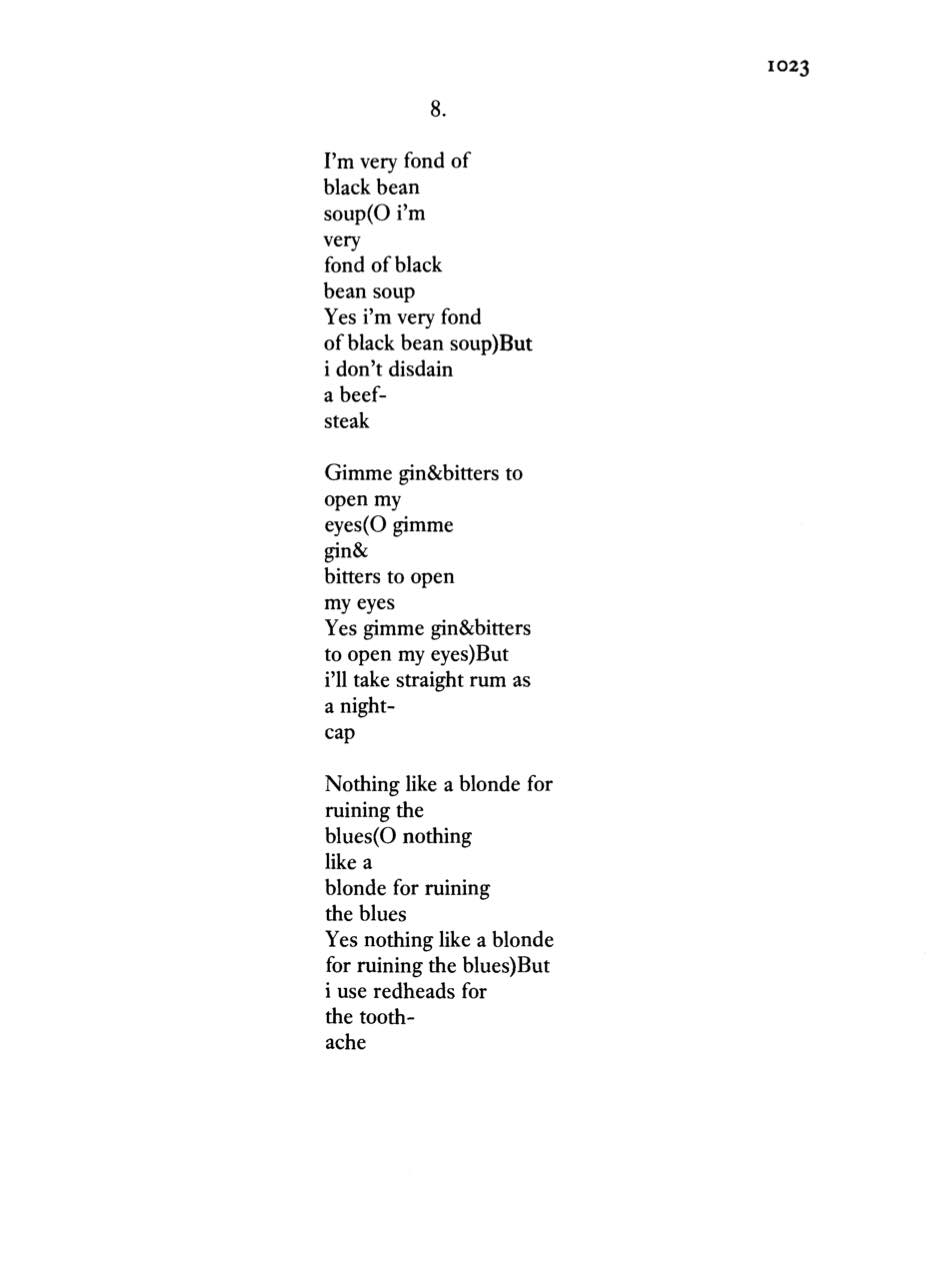 1023
8.
I'm very fond of
black bean
soup(O i'm
very
fond of black
bean soup
Yes i'm very fond
of black bean soup)But
i don't disdain
a beef-
steak
Gimme gin&bitters to
open my
eyes(O gimme
gin&
bitters to open
my eyes
Yes gimme gin&bitters
to open my eyes)But
i'll take straight rum as
a night-
cap
Nothing like a blonde for
ruining the
blues(O nothing
like a
blonde for ruining
the blues
Yes nothing like a blonde
for ruining the blues)But
i use redheads for
the tooth-
ache